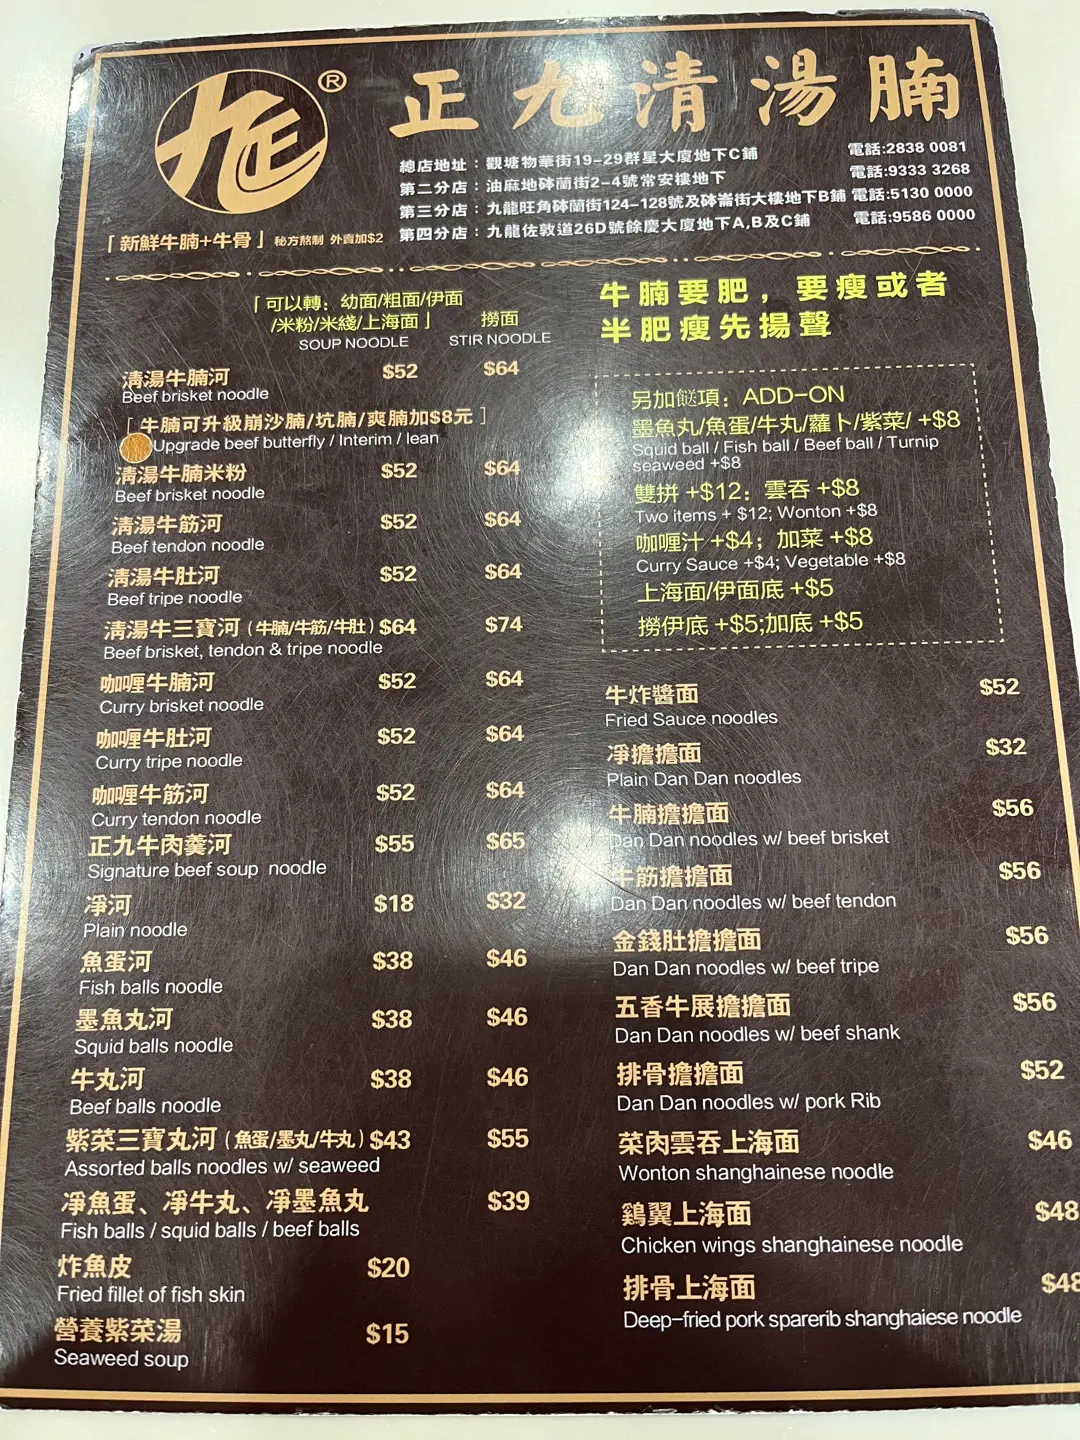 正九清湯腩
九正®
總店地址：觀塘物華街19-29群星大廈地下C鋪 電話:2838 0081
第二分店：油麻地砵蘭街2-4號常安樓地下 電話:9333 3268
第三分店：九龍旺角砵蘭街124-128號及砵崙街大樓地下B鋪 電話:5130 0000
第四分店：九龍佐敦道26D號餘慶大廈地下A,B及C鋪 電話:9586 0000
「新鮮牛腩+牛骨」秘方熬制 外賣加$2
「可以轉：幼面/粗面/伊面
/米粉/米綫/上海面」 撈面
SOUP NOODLE STIR NOODLE
清湯牛腩河 $52 $64
Beef brisket noodle
［牛腩可升級崩沙腩/坑腩/爽腩加$8元］
Upgrade beef butterfly / Interim / lean
清湯牛腩米粉 $52 $64
Beef brisket noodle
清湯牛筋河 $52 $64
Beef tendon noodle
清湯牛肚河 $52 $64
Beef tripe noodle
清湯牛三寶河（牛腩/牛筋/牛肚）$64 $74
Beef brisket, tendon & tripe noodle
咖喱牛腩河 $52 $64
Curry brisket noodle
咖喱牛肚河 $52 $64
Curry tripe noodle
咖喱牛筋河 $52 $64
Curry tendon noodle
正九牛肉羹河 $55 $65
Signature beef soup noodle
凈河 $18 $32
Plain noodle
魚蛋河 $38 $46
Fish balls noodle
墨魚丸河 $38 $46
Squid balls noodle
牛丸河 $38 $46
Beef balls noodle
紫菜三寶丸河（魚蛋/墨丸/牛丸）$43 $55
Assorted balls noodles w/ seaweed
凈魚蛋、凈牛丸、凈墨魚丸 $39
Fish balls / squid balls / beef balls
炸魚皮 $20
Fried fillet of fish skin
營養紫菜湯 $15
Seaweed soup
牛腩要肥，要瘦或者
半肥瘦先揚聲
另加餸項：ADD-ON
墨魚丸/魚蛋/牛丸/蘿卜/紫菜/ +$8
Squid ball / Fish ball / Beef ball / Turnip
seaweed +$8
雙拼 +$12：雲吞 +$8
Two items + $12; Wonton +$8
咖喱汁 +$4；加菜 +$8
Curry Sauce +$4; Vegetable +$8
上海面/伊面底 +$5
撈伊底 +$5;加底 +$5
牛炸醬面 $52
Fried Sauce noodles
凈擔擔面 $32
Plain Dan Dan noodles
牛腩擔擔面 $56
Dan Dan noodles w/ beef brisket
牛筋擔擔面 $56
Dan Dan noodles w/ beef tendon
金錢肚擔擔面 $56
Dan Dan noodles w/ beef tripe
五香牛展擔擔面 $56
Dan Dan noodles w/ beef shank
排骨擔擔面 $52
Dan Dan noodles w/ pork Rib
菜肉雲吞上海面 $46
Wonton shanghainese noodle
鷄翼上海面 $48
Chicken wings shanghainese noodle
排骨上海面 $48
Deep-fried pork sparerib shanghaiese noodle